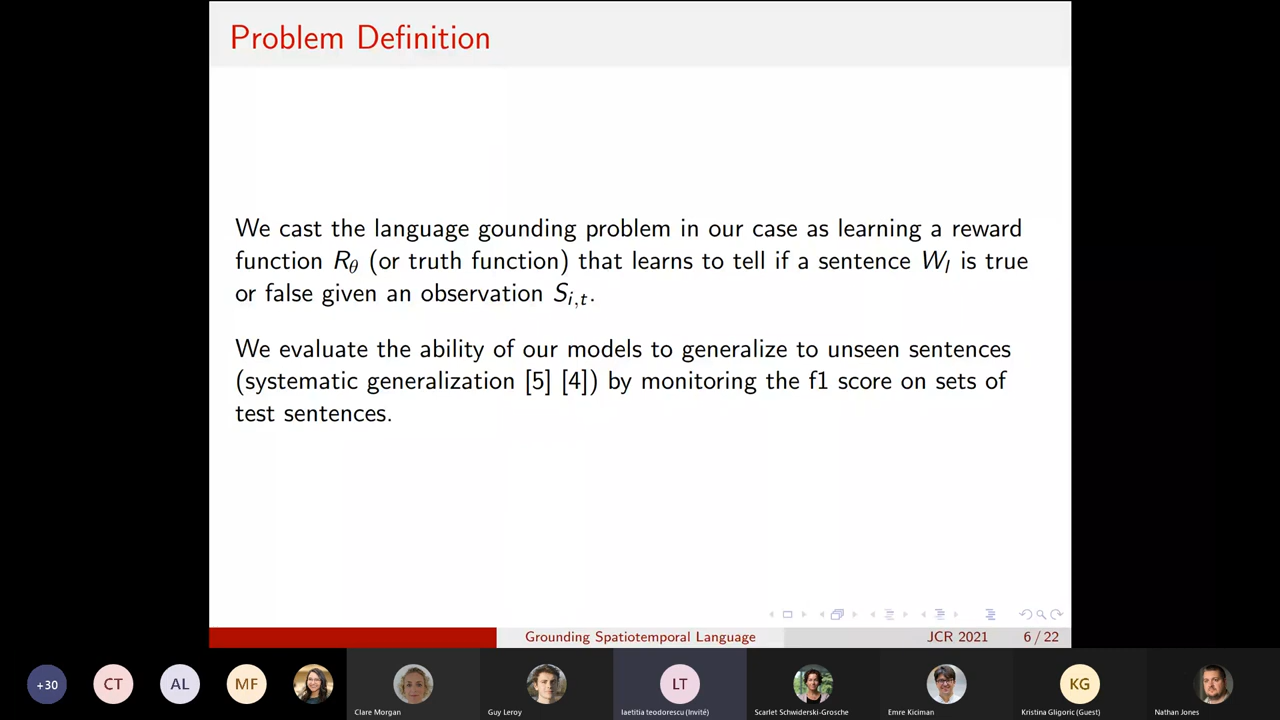 Problem Definition
We cast the language gounding problem in our case as learning a reward
function Rθ (or truth function) that learns to tell if a sentence Wl is true
or false given an observation Si,t.
We evaluate the ability of our models to generalize to unseen sentences
(systematic generalization [5] [4]) by monitoring the f1 score on sets of
test sentences.
Grounding Spatiotemporal Language JCR 2021 6 / 22
+30 CT AL MF LT KG
Clare Morgan Guy Leroy laetitia teodorescu (Invité) Scarlet Schwiderski-Grosche Emre Kiciman Kristina Gligoric (Guest) Nathan Jones